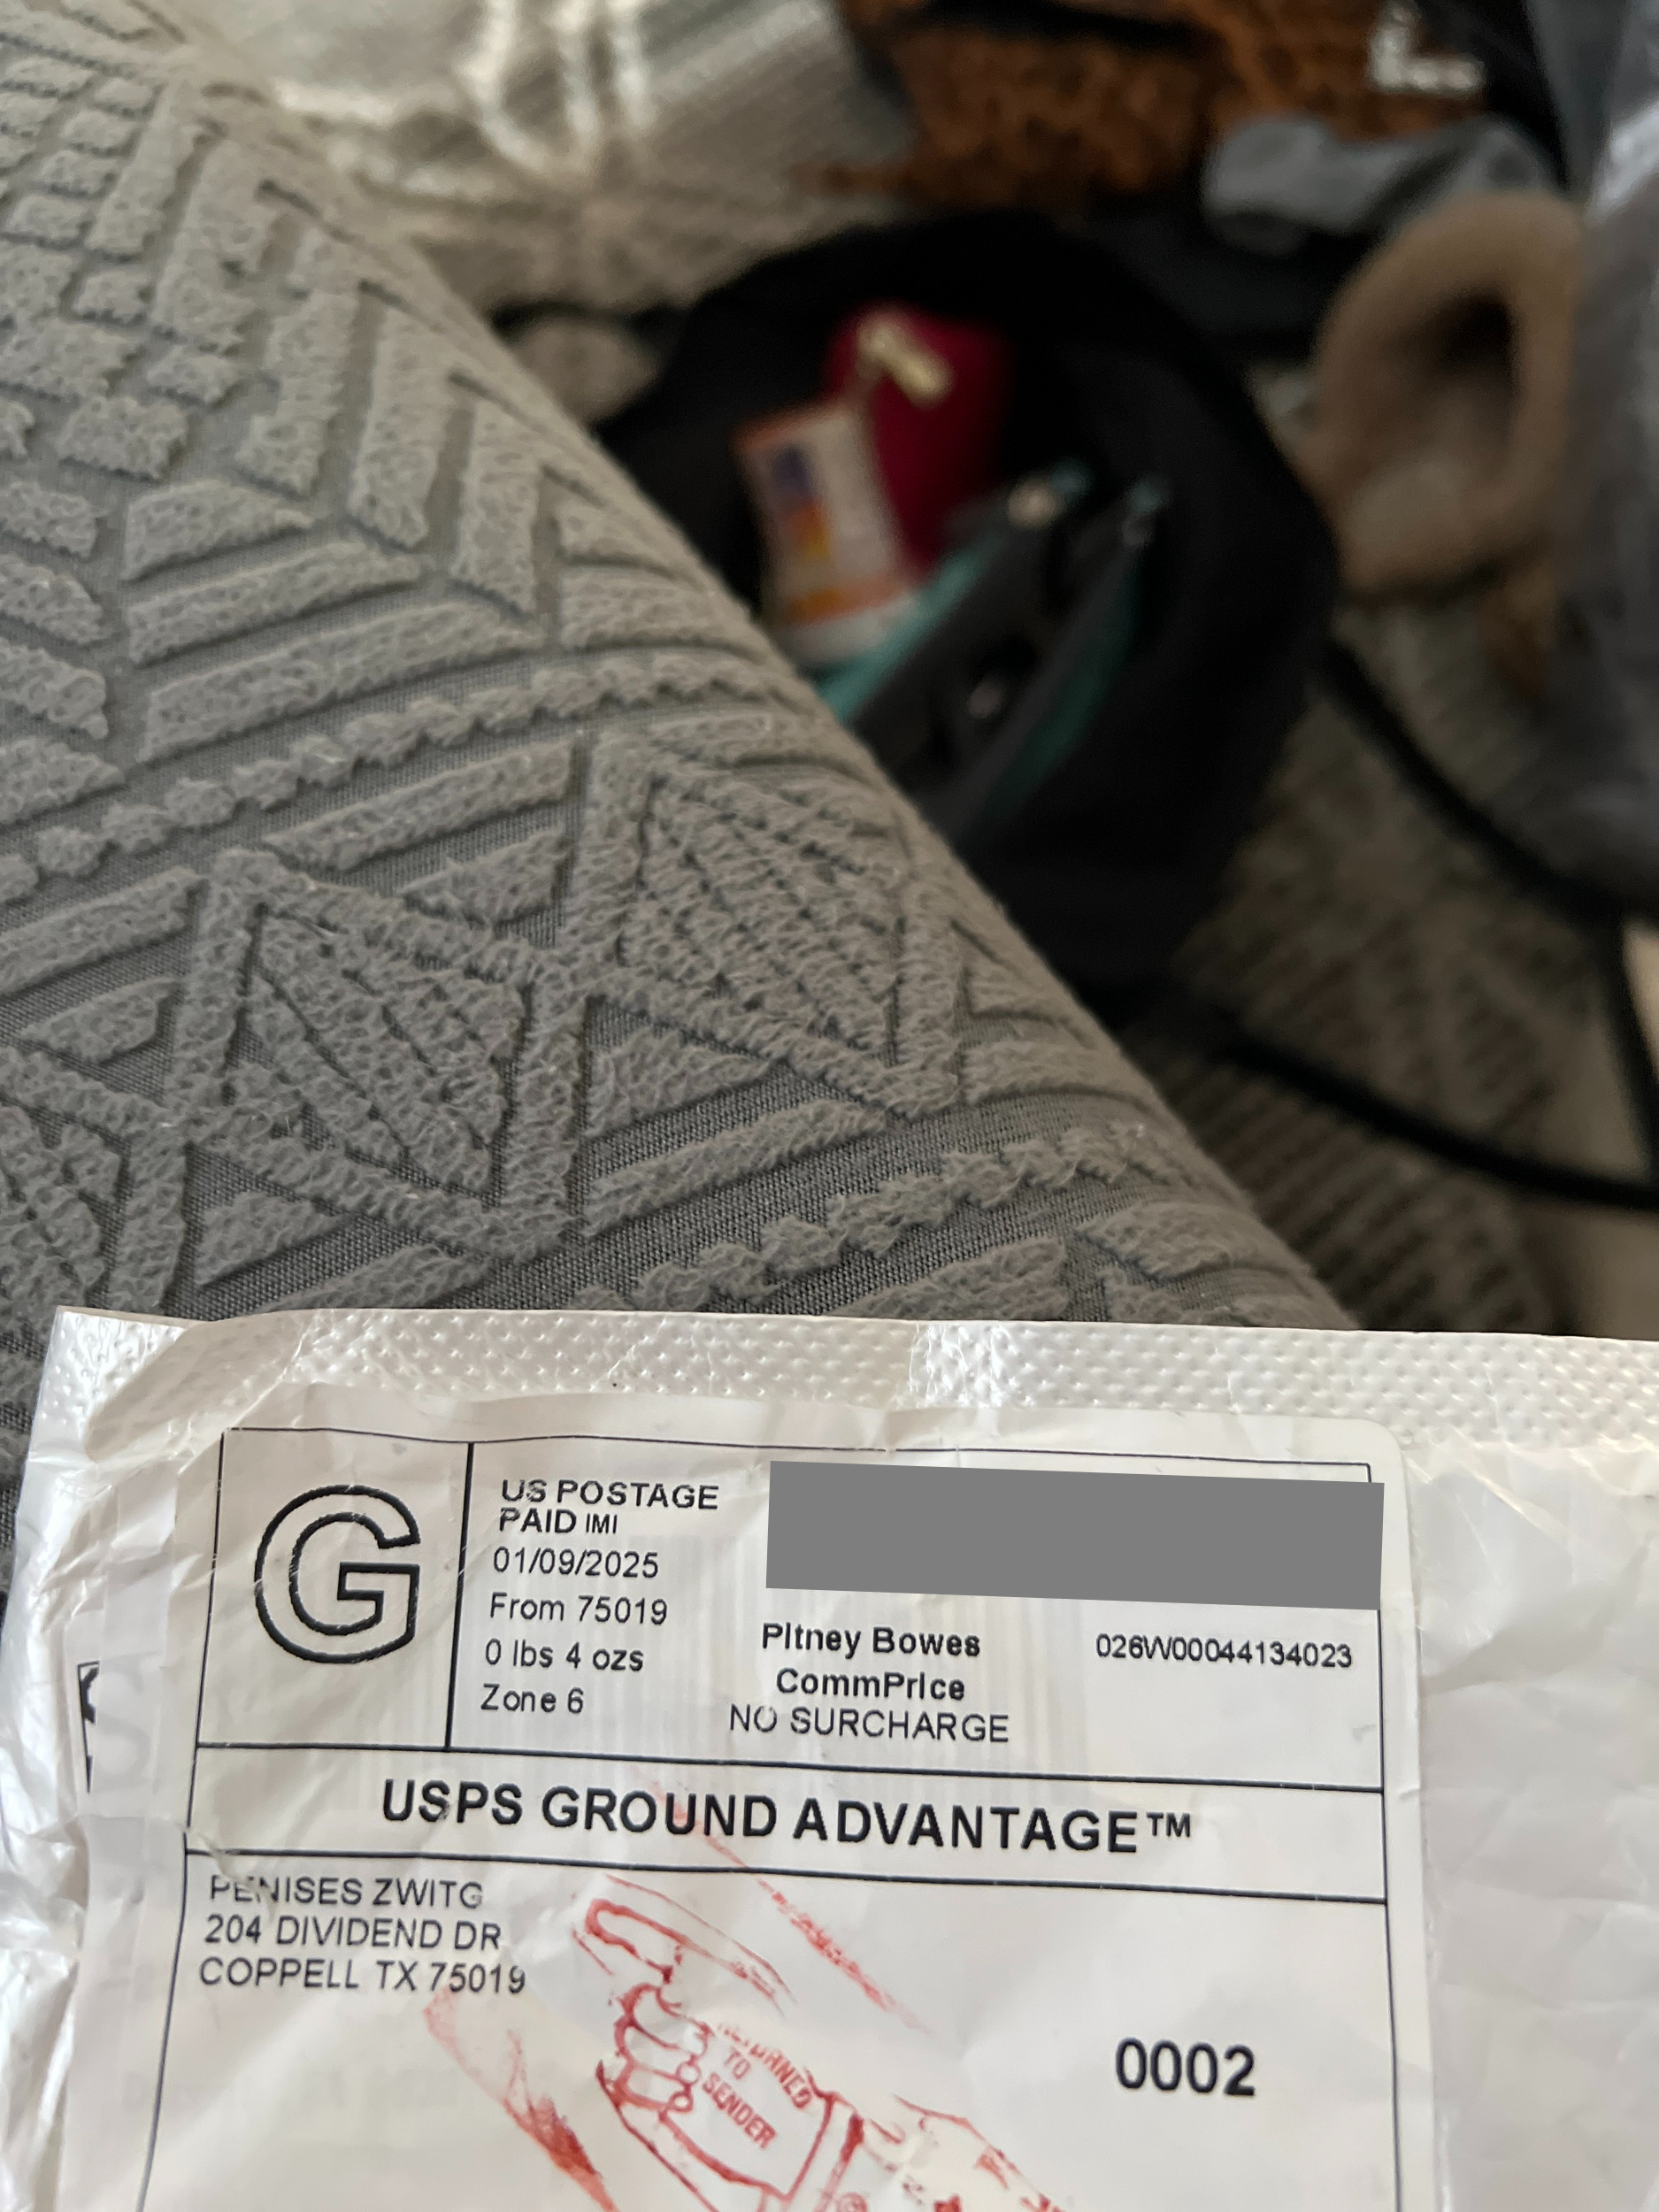 G
US POSTAGE
PAID IMI
01/09/2025
From 75019
0 lbs 4 ozs
Zone 6
Pitney Bowes
CommPrice
NO SURCHARGE
026W00044134023
USPS GROUND ADVANTAGE™
PENISES ZWITG
204 DIVIDEND DR
COPPELL TX 75019
0002
RETURNED
TO
SENDER